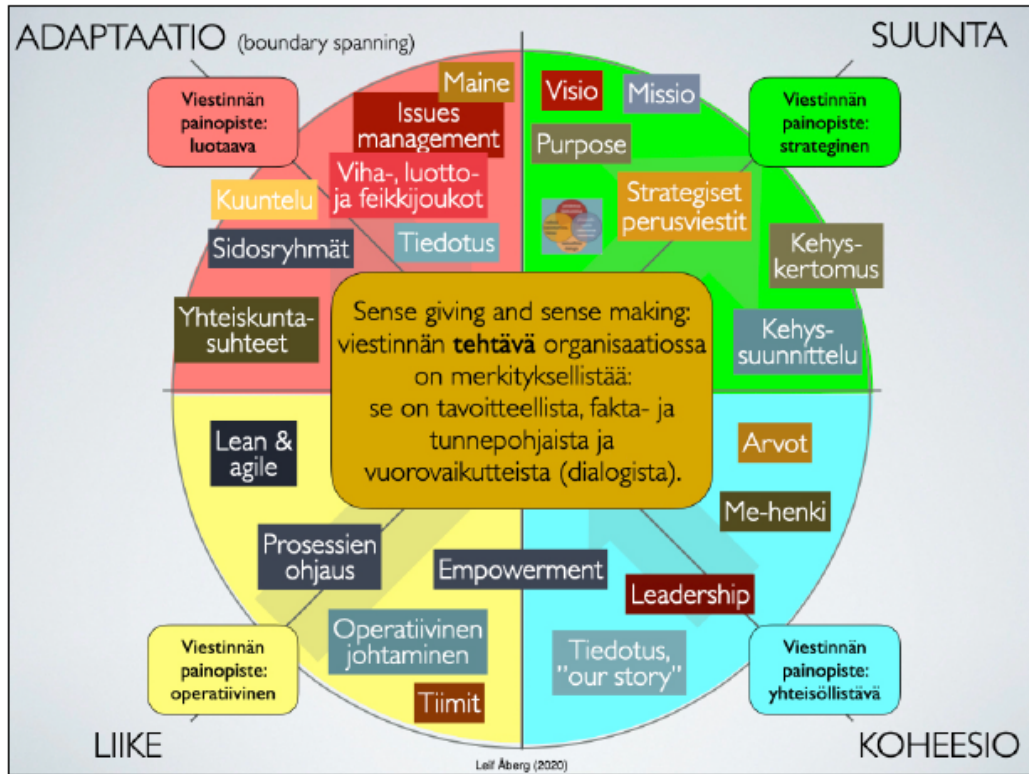 ADAPTAATIO (boundary spanning)
SUUNTA
Viestinnän
painopiste:
luotaava
Maine
Issues
management
Viha-, luotto-
ja feikkijoukot
Kuuntelu
Sidosryhmät
Tiedotus
Yhteiskunta-
suhteet
Visio
Missio
Purpose
Strategiset
perusviestit
Viestinnän
painopiste:
strateginen
Kehys-
kertomus
Kehys-
suunnittelu
Sense giving and sense making:
viestinnän tehtävä organisaatiossa
on merkityksellistää:
se on tavoitteellista, fakta- ja
tunnepohjaista ja
vuorovaikutteista (dialogista).
Lean &
agile
Prosessien
ohjaus
Empowerment
Operatiivinen
johtaminen
Tiimit
Viestinnän
painopiste:
operatiivinen
Arvot
Me-henki
Leadership
Tiedotus,
"our story"
Viestinnän
painopiste:
yhteisöllistävä
LIIKE
KOHEESIO
Leif Åberg (2020)